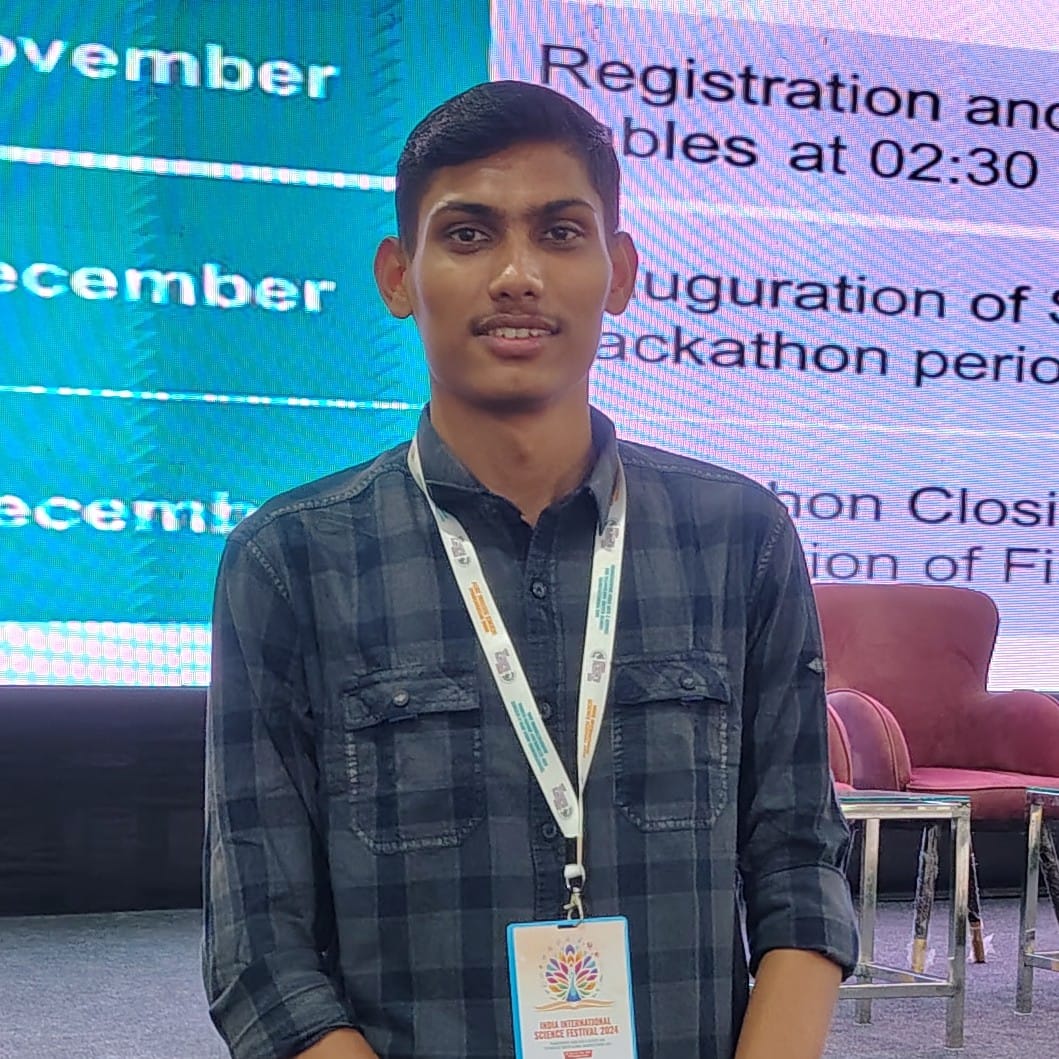 ovember
Registration and
bles at 02:30
ecember
uguration of
ackathon perio
ecemb
hon Closi
ion of Fi
INDIA INTERNATIONAL
SCIENCE FESTIVAL 2024